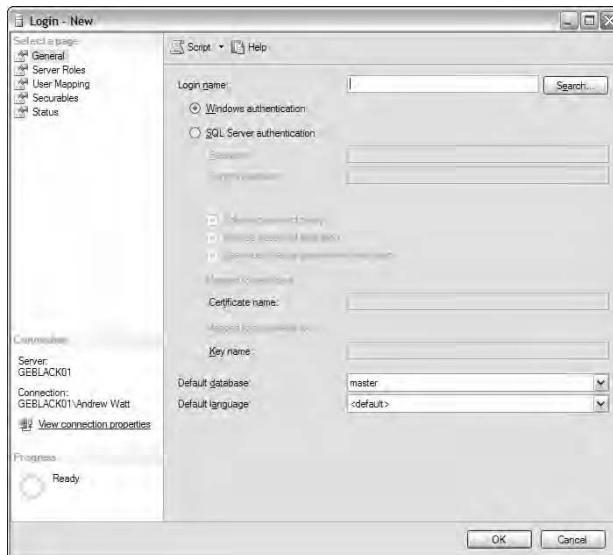 Login - New
Select a page
General
Server Roles
User Mapping
Securables
Status
Script Help
Login name:
Search...
Windows authentication
SQL Server authentication
Certificate name:
Key name:
Default database:
master
Default language:
<default>
Connection
Server:
GEBLACK01
Connection:
GEBLACK01\Andrew Watt
View connection properties
Progress
Ready
OK
Cancel